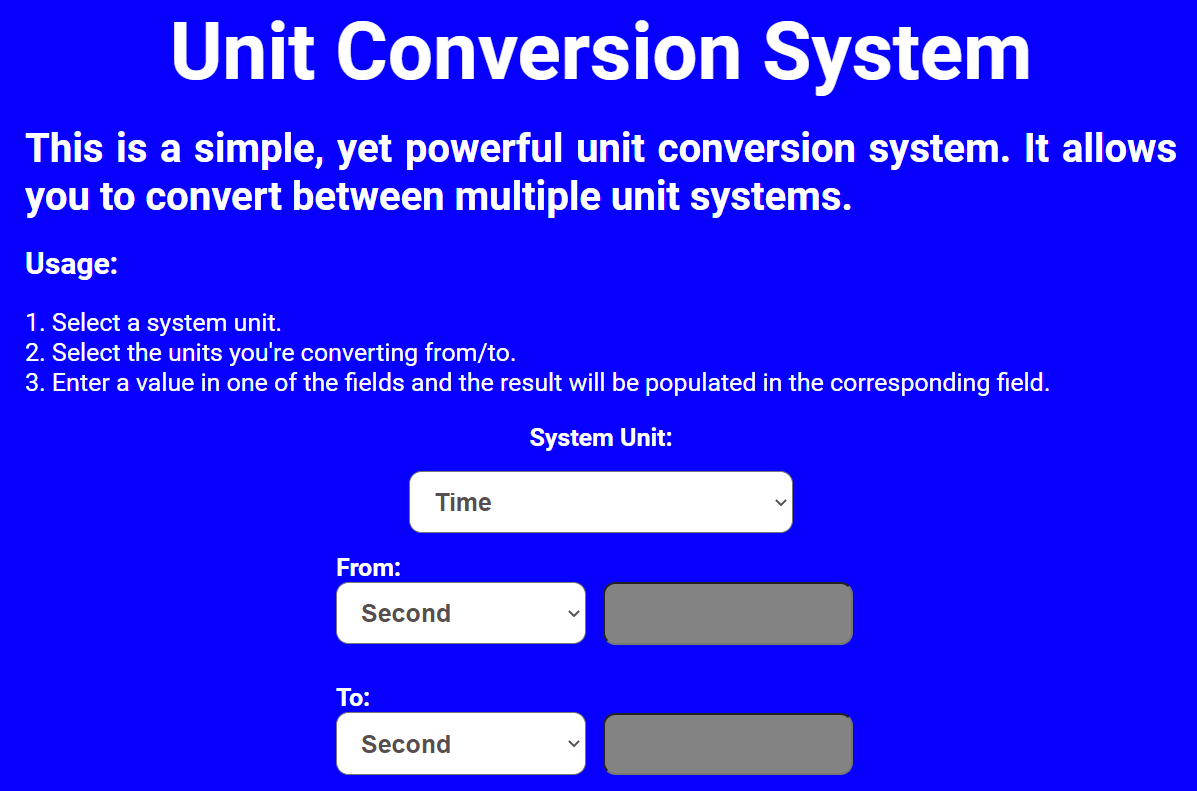 Unit Conversion System
This is a simple, yet powerful unit conversion system. It allows
you to convert between multiple unit systems.
Usage:
1. Select a system unit.
2. Select the units you're converting from/to.
3. Enter a value in one of the fields and the result will be populated in the corresponding field.
System Unit:
Time
From:
Second
To:
Second